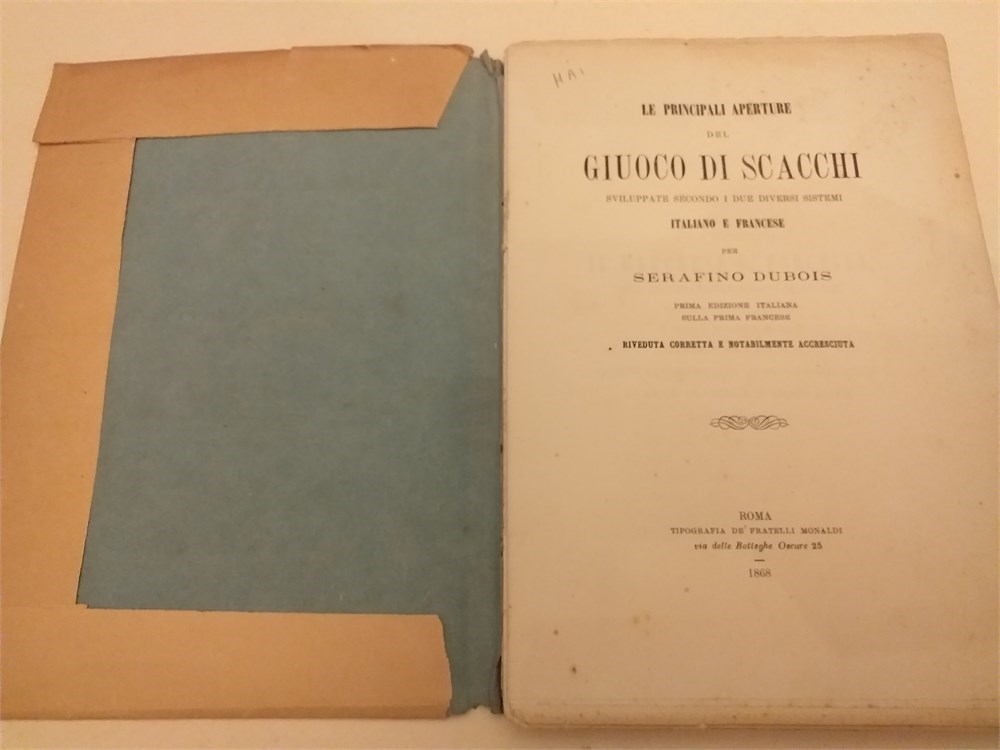 LE PRINCIPALI APERTURE
DEL
GIUOCO DI SCACCHI
SVILUPPATE SECONDO I DUE DIVERSI SISTEMI
ITALIANO E FRANCESE
PER
SERAFINO DUBOIS
PRIMA EDIZIONE ITALIANA
SULLA PRIMA FRANCESE
RIVEDUTA CORRETTA E NOTABILMENTE ACCRESCIUTA
ROMA
TIPOGRAFIA DE' FRATELLI MONALDI
via delle Botteghe Oscure 25
1868